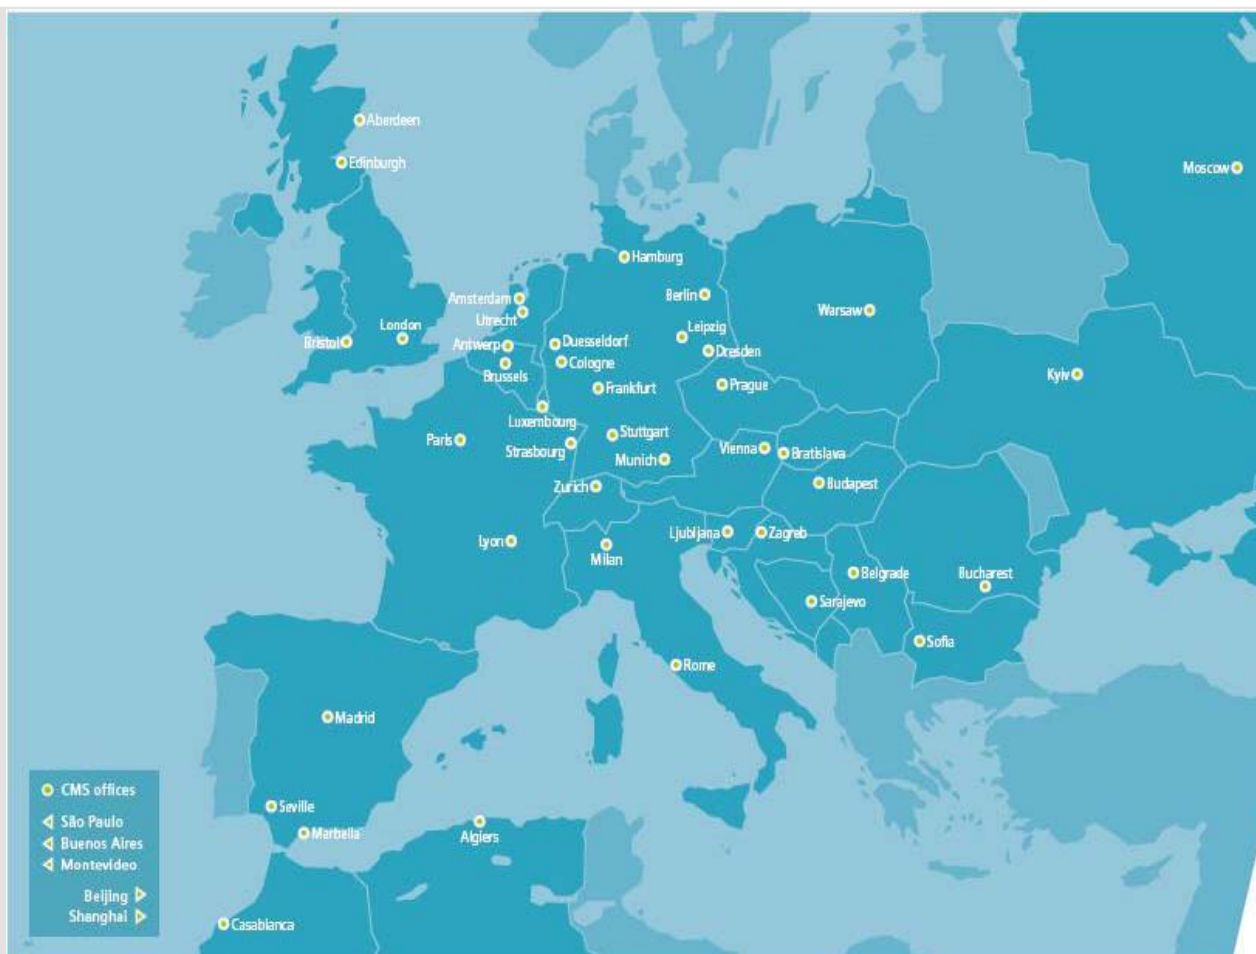 Aberdeen
Edinburgh
Moscow
Hamburg
Berlin
Amsterdam
Utrecht
Warsaw
London
Bristol
Antwerp
Brussels
Duesseldorf
Cologne
Leipzig
Dresden
Frankfurt
Prague
Kyiv
Luxembourg
Paris
Strasbourg
Stuttgart
Munich
Vienna
Bratislava
Zurich
Budapest
Lyon
Milan
Ljubljana
Zagreb
Belgrade
Bucharest
Sarajevo
Sofia
Rome
Madrid
Seville
Marbella
Algiers
Casablanca
CMS offices
São Paulo
Buenos Aires
Montevideo
Beijing
Shanghai